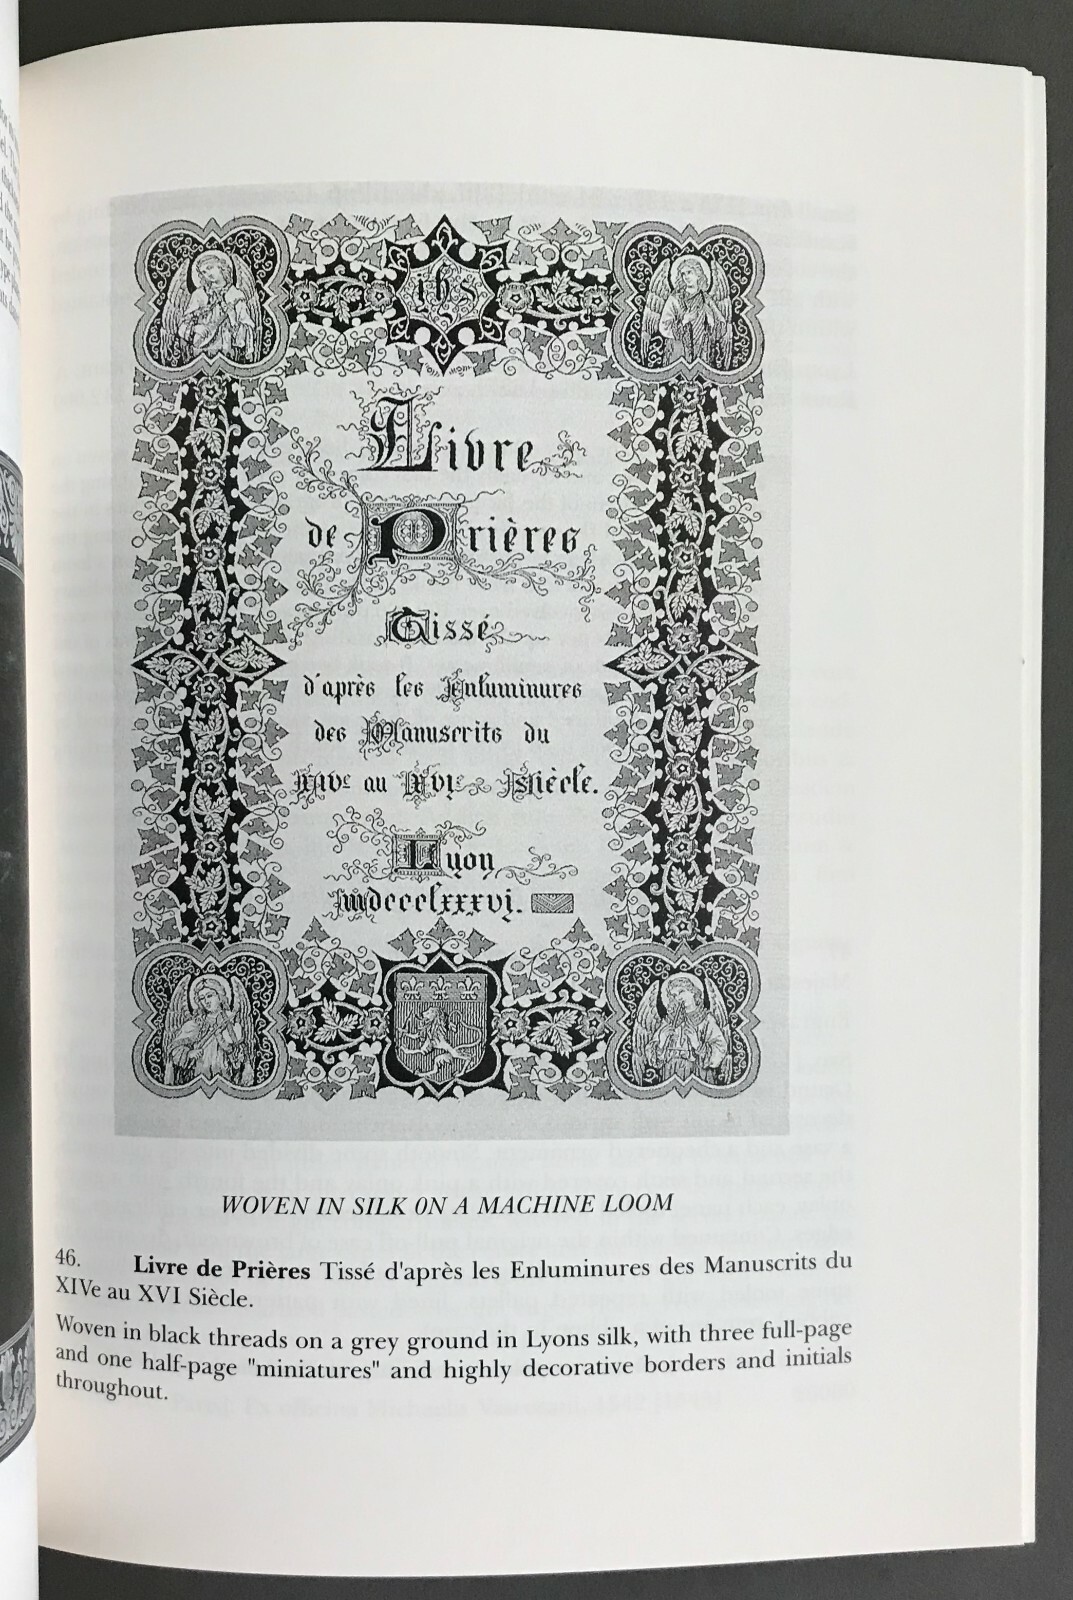 ihs
Livre
de Prières
Tissé
d'après les Enluminures
des Manuscrits du
XIVe au XVIe Siècle.
Lyon
mdccclxxxvi.
WOVEN IN SILK ON A MACHINE LOOM
46. Livre de Prières Tissé d'après les Enluminures des Manuscrits du
XIVe au XVI Siècle.
Woven in black threads on a grey ground in Lyons silk, with three full-page
and one half-page "miniatures" and highly decorative borders and initials
throughout.